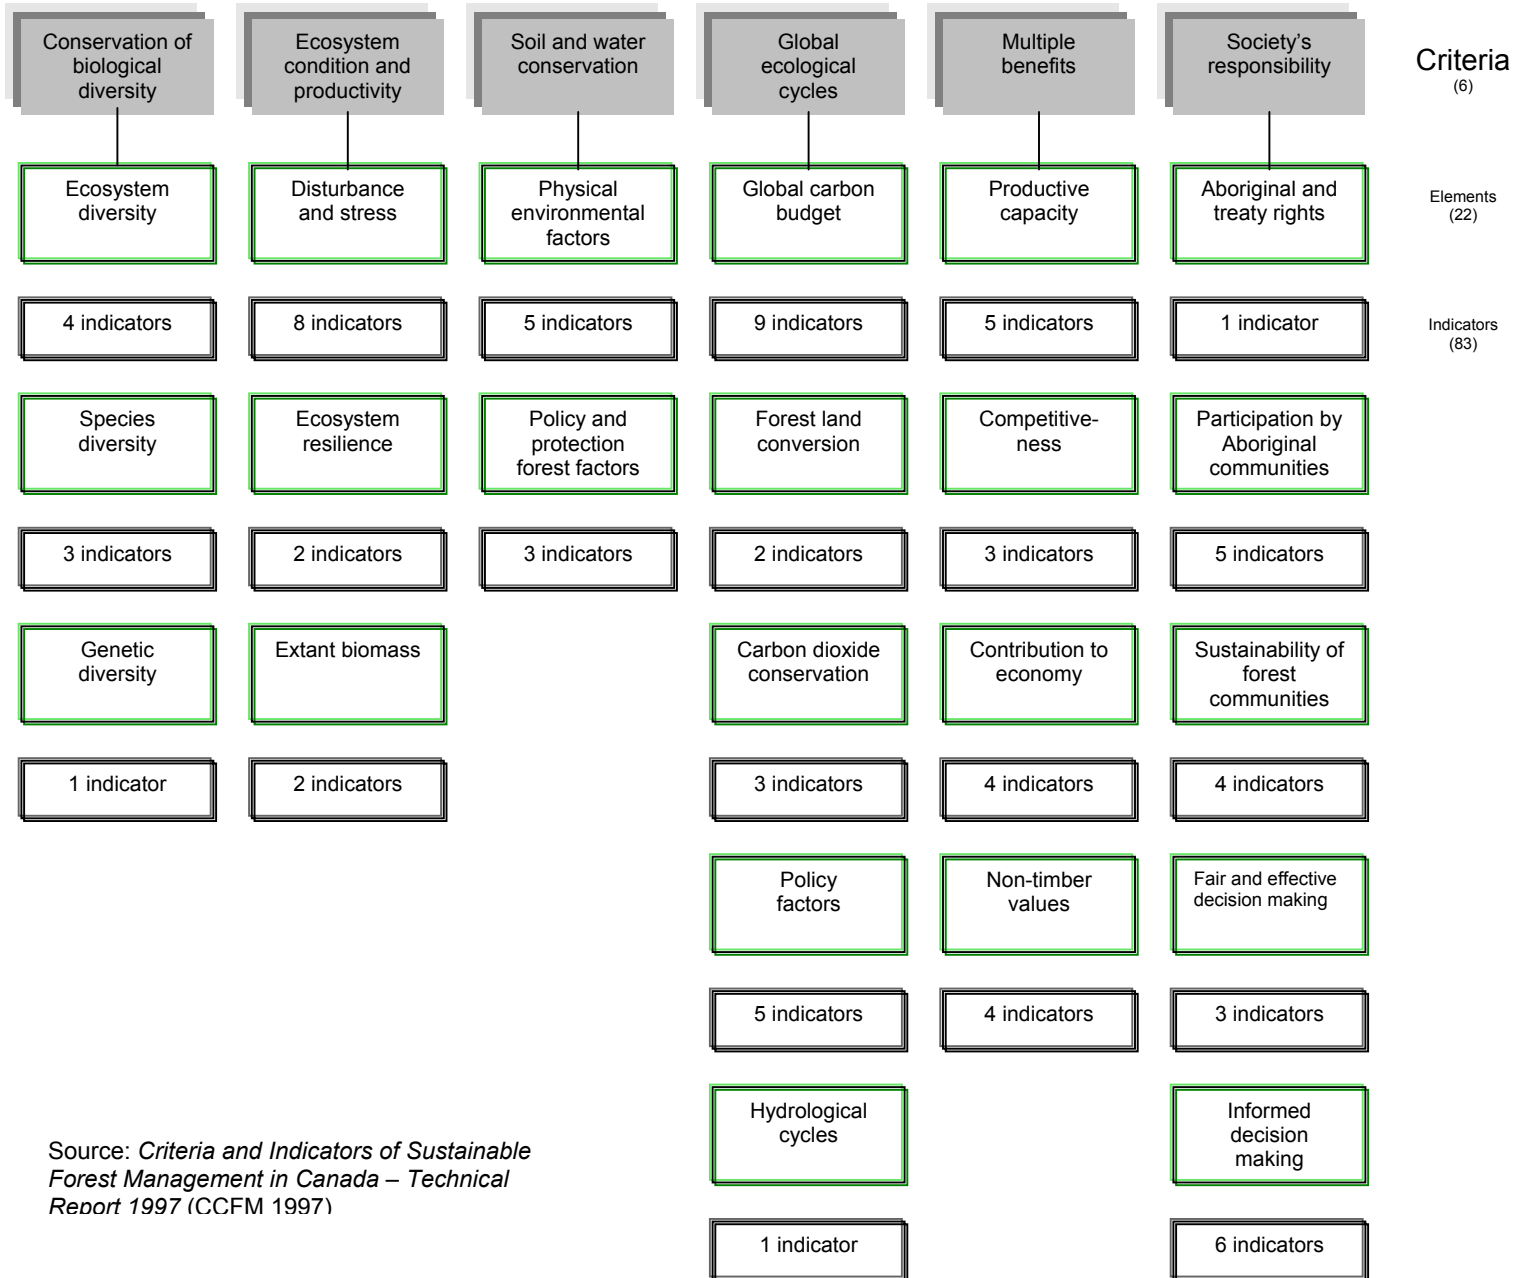 Conservation of
biological
diversity
Ecosystem
condition and
productivity
Soil and water
conservation
Global
ecological
cycles
Multiple
benefits
Society's
responsibility
Criteria
(6)
Ecosystem
diversity
Disturbance
and stress
Physical
environmental
factors
Global carbon
budget
Productive
capacity
Aboriginal and
treaty rights
Elements
(22)
4 indicators
8 indicators
5 indicators
9 indicators
5 indicators
1 indicator
Indicators
(83)
Species
diversity
Ecosystem
resilience
Policy and
protection
forest factors
Forest land
conversion
Competitive-
ness
Participation by
Aboriginal
communities
3 indicators
2 indicators
3 indicators
2 indicators
3 indicators
5 indicators
Genetic
diversity
Extant biomass
Carbon dioxide
conservation
Contribution to
economy
Sustainability of
forest
communities
1 indicator
2 indicators
3 indicators
4 indicators
4 indicators
Policy
factors
Non-timber
values
Fair and effective
decision making
5 indicators
4 indicators
3 indicators
Hydrological
cycles
Informed
decision
making
1 indicator
6 indicators
Source: Criteria and Indicators of Sustainable
Forest Management in Canada – Technical
Report 1997 (CCFM 1997)